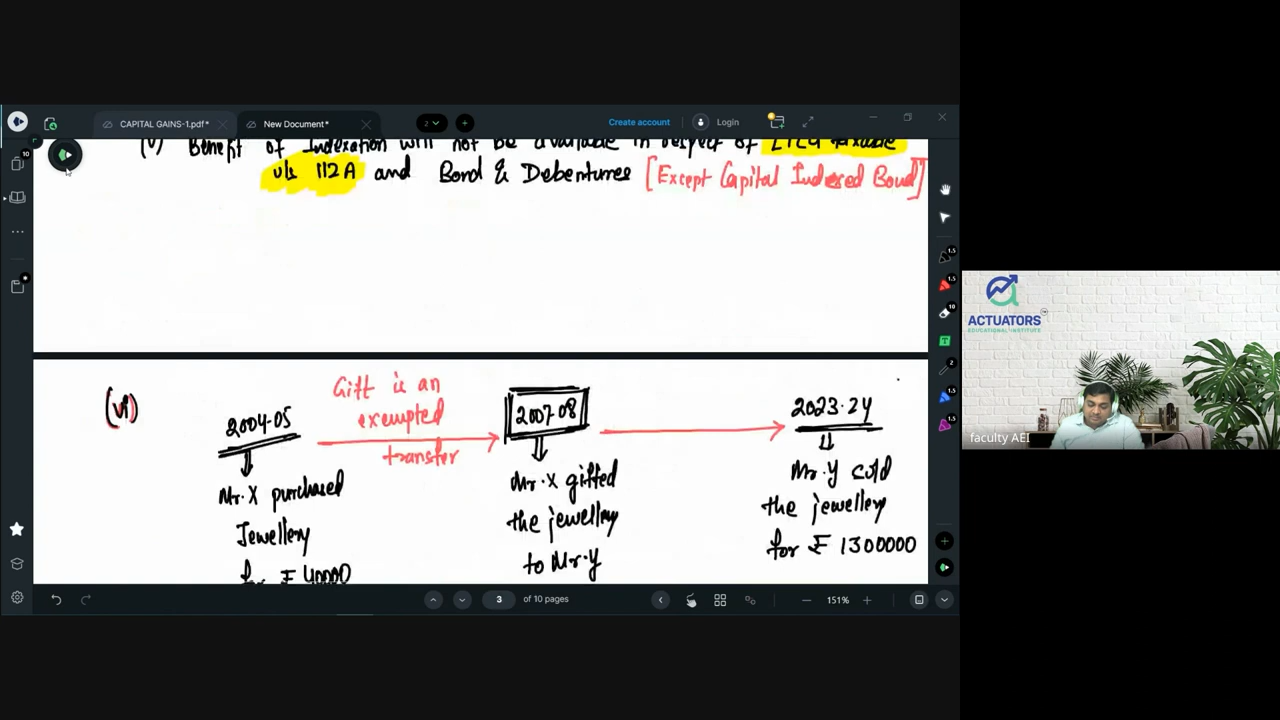 CAPITAL GAINS-1.pdf*
New Document*
2
Create account
Login
(v) Benefit of Indexation will not be available in respect of LTCG taxable
u/s 112A and Bond & Debentures [Except Capital Indexed Bond]
(vi)
2004-05
Gift is an
exempted
transfer
2007-08
2023-24
Mr. X purchased
Jewellery
for ₹ 40000
Mr. X gifted
the jewellery
to Mr. Y
Mr. Y sold
the jewellery
for ₹ 1300000
3 of 10 pages
151%
ACTUATORS
EDUCATIONAL INSTITUTE
faculty AEI